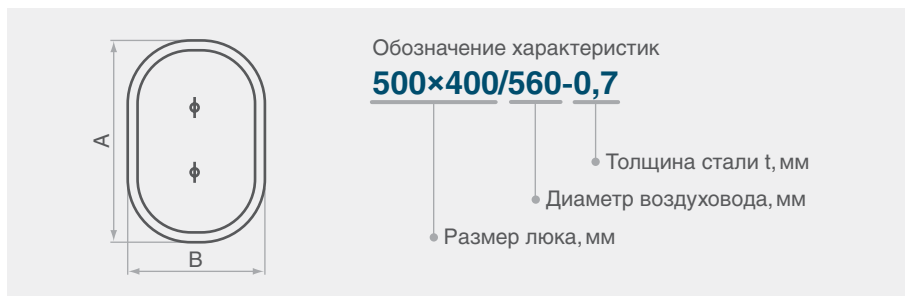 Обозначение характеристик
500×400/560-0,7
A
Толщина стали t, мм
Диаметр воздуховода, мм
Размер люка, мм
B